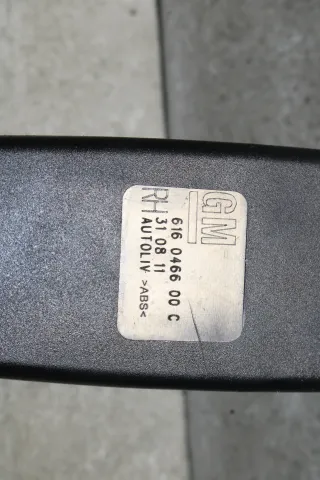 GM
616 0466 00 C
RH 31 08 11
AUTOLIV >ABS<